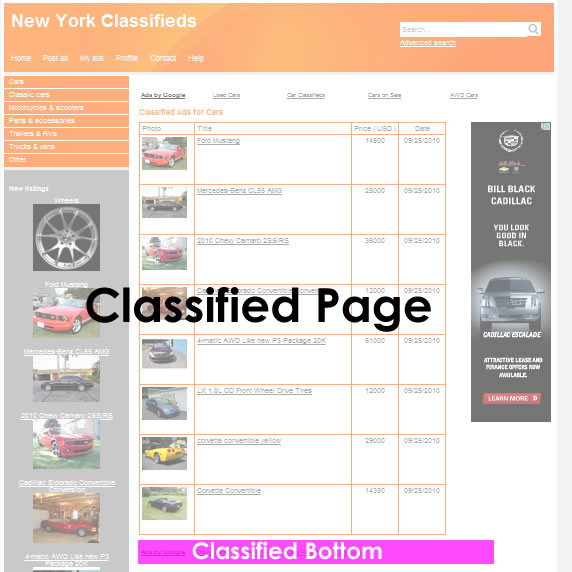 New York Classifieds
Search...
Advanced search
Home Post ad My ads Profile Contact Help
Cars
Classic cars
Motorcycles & scooters
Parts & accessories
Trailers & RVs
Trucks & vans
Other
New listings
Wheels
Ford Mustang
Mercedes-Benz CL55 AMG
2010 Chevy Camaro 2SS/RS
Cadillac Eldorado Convertible
Conversion
4-matic AWD Like new P3
Package 20K
Ads by Google Used Cars Car Classifieds Cars on Sale AWD Cars
Classified Ads for Cars
Photo Title Price ( USD ) Date
Ford Mustang 14800 09/25/2010
Mercedes-Benz CL55 AMG 25000 09/25/2010
2010 Chevy Camaro 2SS/RS 36000 09/25/2010
Cadillac Eldorado Convertible Conversion 12000 09/25/2010
Classified Page
4-matic AWD Like new P3 Package 20K 61000 09/25/2010
LX 1.8L CD Front Wheel Drive Tires 12000 09/25/2010
corvette convertible yellow 29000 09/25/2010
Corvette Convertible 14350 09/25/2010
Ads by Google
Classified Bottom
BILL BLACK
CADILLAC
YOU LOOK
GOOD IN
BLACK.
CADILLAC ESCALADE
ATTRACTIVE LEASE AND
FINANCE OFFERS NOW
AVAILABLE.
LEARN MORE